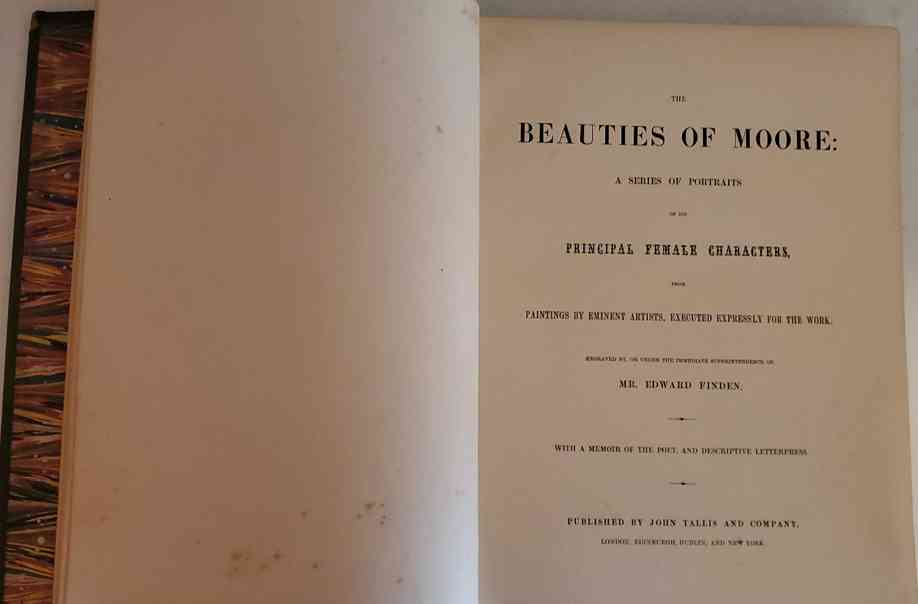 THE
BEAUTIES OF MOORE:
A SERIES OF PORTRAITS
OF HIS
PRINCIPAL FEMALE CHARACTERS,
FROM
PAINTINGS BY EMINENT ARTISTS, EXECUTED EXPRESSLY FOR THE WORK.
ENGRAVED BY, OR UNDER THE IMMEDIATE SUPERINTENDENCE OF,
MR. EDWARD FINDEN.
WITH A MEMOIR OF THE POET, AND DESCRIPTIVE LETTERPRESS.
PUBLISHED BY JOHN TALLIS AND COMPANY,
LONDON, EDINBURGH, DUBLIN, AND NEW YORK.